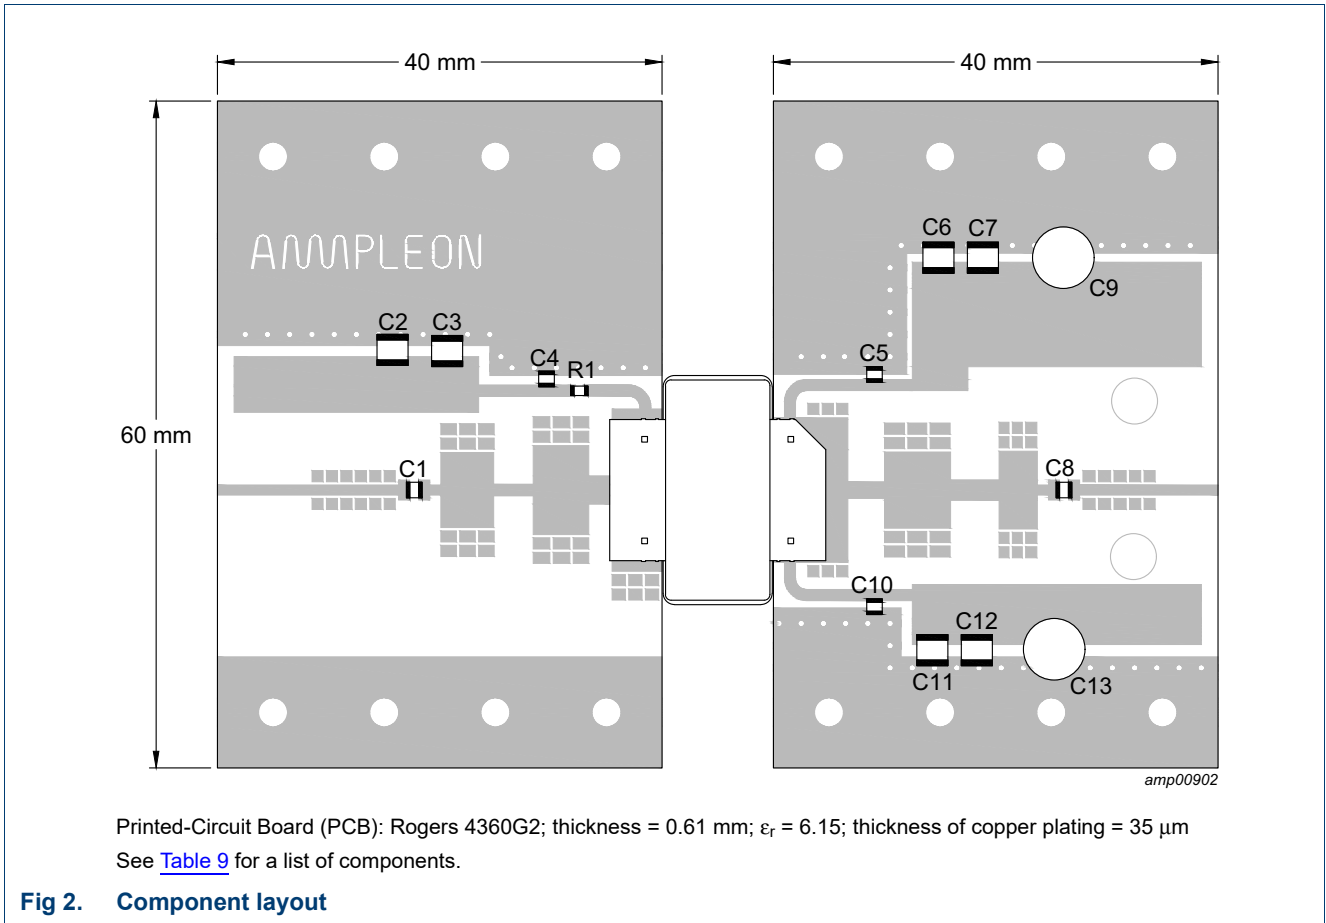 40 mm
40 mm
AMMPLEON
C6 C7
C9
C2 C3
C4
R1
C5
60 mm
C1
C8
C10
C12
C11
C13
amp00902
Printed-Circuit Board (PCB): Rogers 4360G2; thickness = 0.61 mm; εr = 6.15; thickness of copper plating = 35 μm
See Table 9 for a list of components.
Fig 2. Component layout